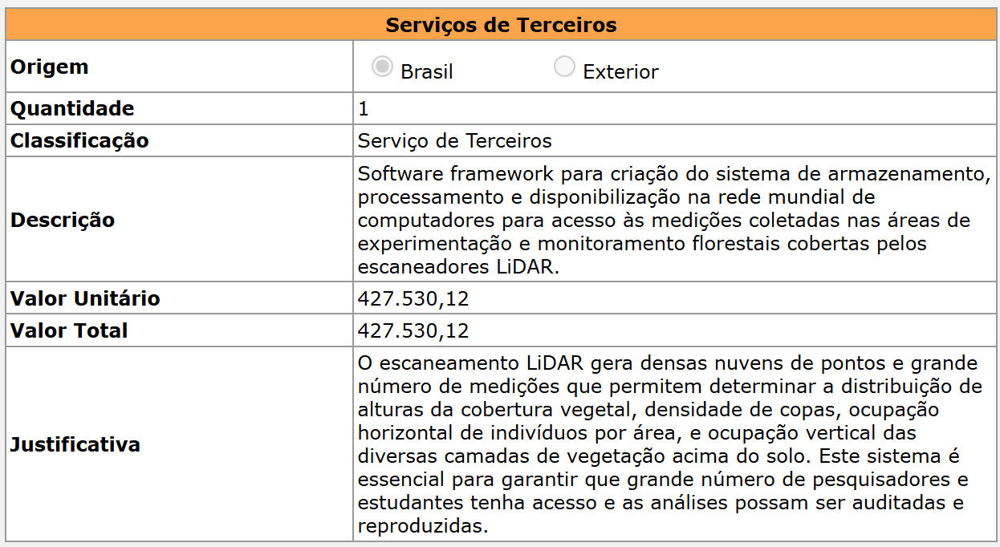 Serviços de Terceiros
Origem
Brasil Exterior
Quantidade
1
Classificação
Serviço de Terceiros
Descrição
Software framework para criação do sistema de armazenamento,
processamento e disponibilização na rede mundial de
computadores para acesso às medições coletadas nas áreas de
experimentação e monitoramento florestais cobertas pelos
escaneadores LiDAR.
Valor Unitário
427.530,12
Valor Total
427.530,12
Justificativa
O escaneamento LiDAR gera densas nuvens de pontos e grande
número de medições que permitem determinar a distribuição de
alturas da cobertura vegetal, densidade de copas, ocupação
horizontal de indivíduos por área, e ocupação vertical das
diversas camadas de vegetação acima do solo. Este sistema é
essencial para garantir que grande número de pesquisadores e
estudantes tenha acesso e as análises possam ser auditadas e
reproduzidas.